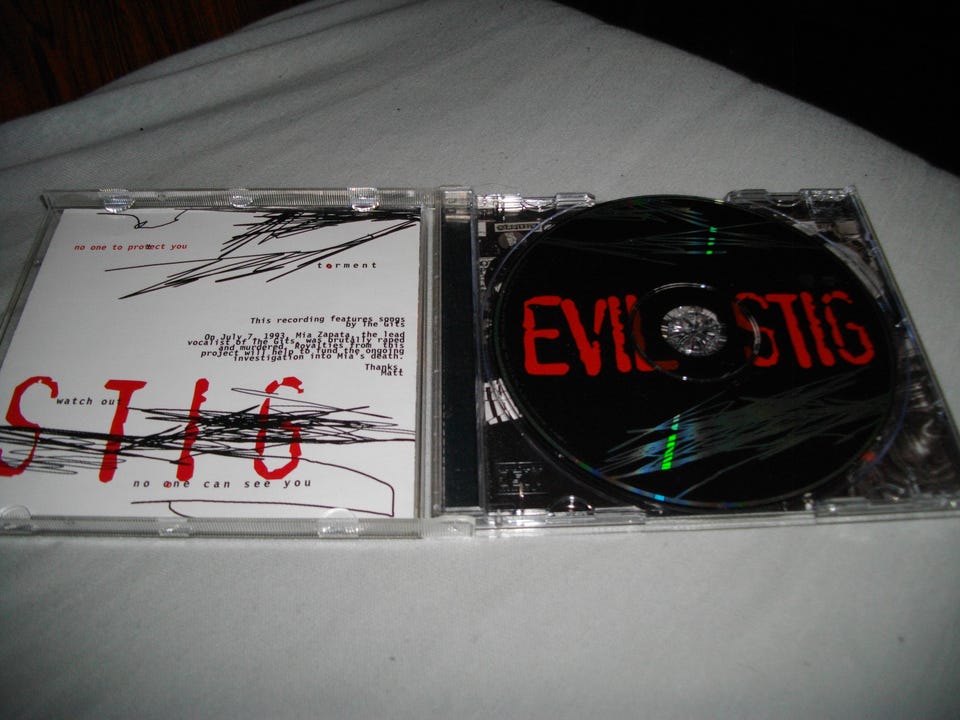 no one to protect you
torment
This recording features songs
by The Gits
On July 7, 1993, Mia Zapata, the lead
vocalist of The Gits, was brutally raped
and murdered. Royalties from this
project will help to fund the ongoing
investigation into Mia's death.
Thanks,
Matt
STIG
watch out
no one can see you
EVIL STIG